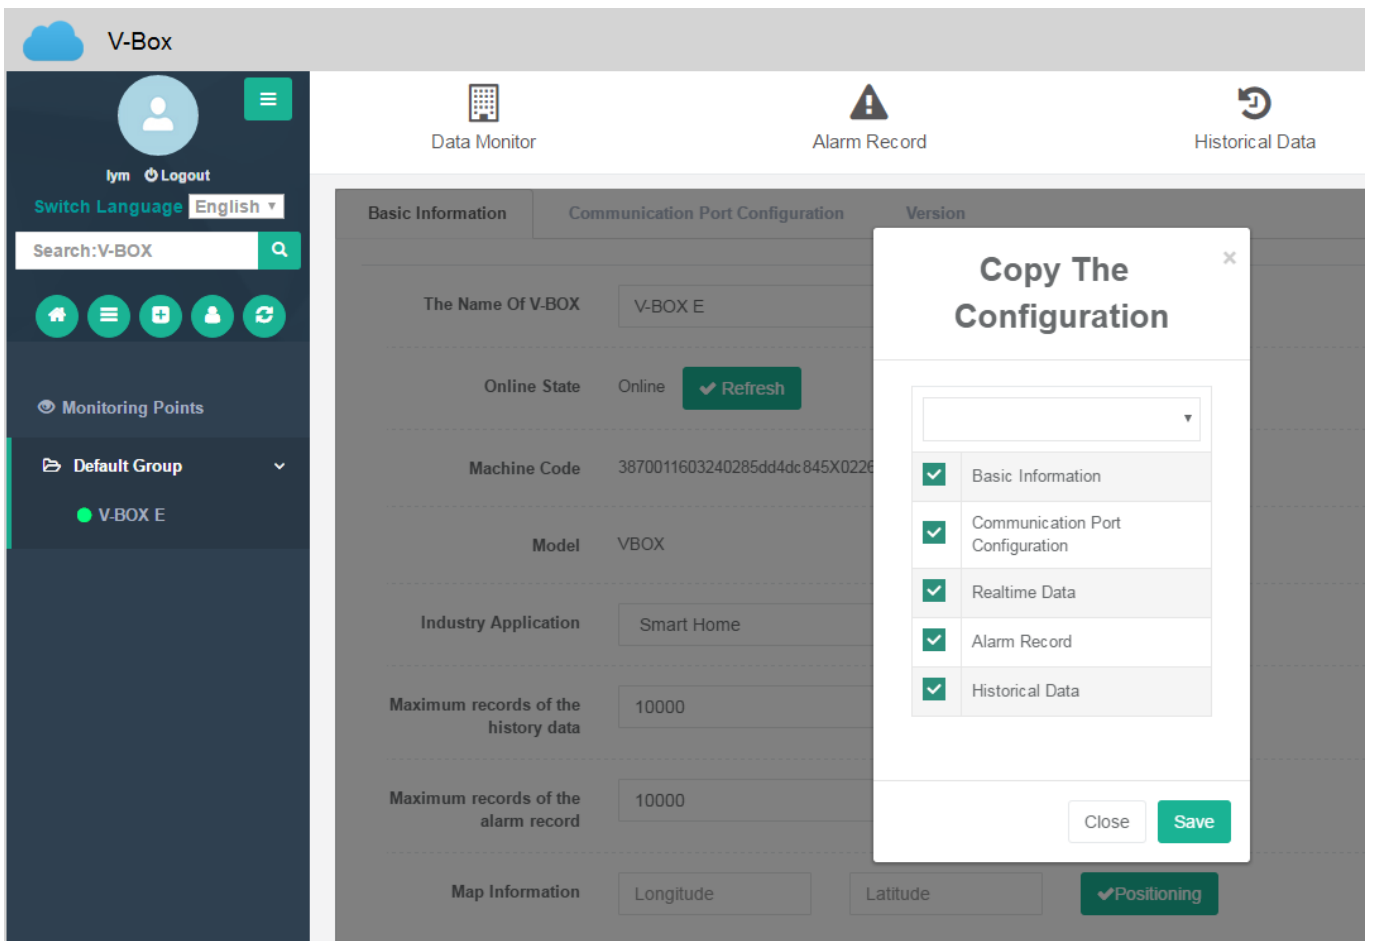 V-Box
Data Monitor
Alarm Record
Historical Data
lym Logout
Switch Language English
Search:V-BOX
Monitoring Points
Default Group
V-BOX E
Basic Information
Communication Port Configuration
Version
The Name Of V-BOX V-BOX E
Online State Online Refresh
Machine Code 3870011603240285dd4dc845X0226
Model VBOX
Industry Application Smart Home
Maximum records of the
history data
10000
Maximum records of the
alarm record
10000
Map Information Longitude Latitude Positioning
Copy The
Configuration
×
Basic Information
Communication Port
Configuration
Realtime Data
Alarm Record
Historical Data
Close Save